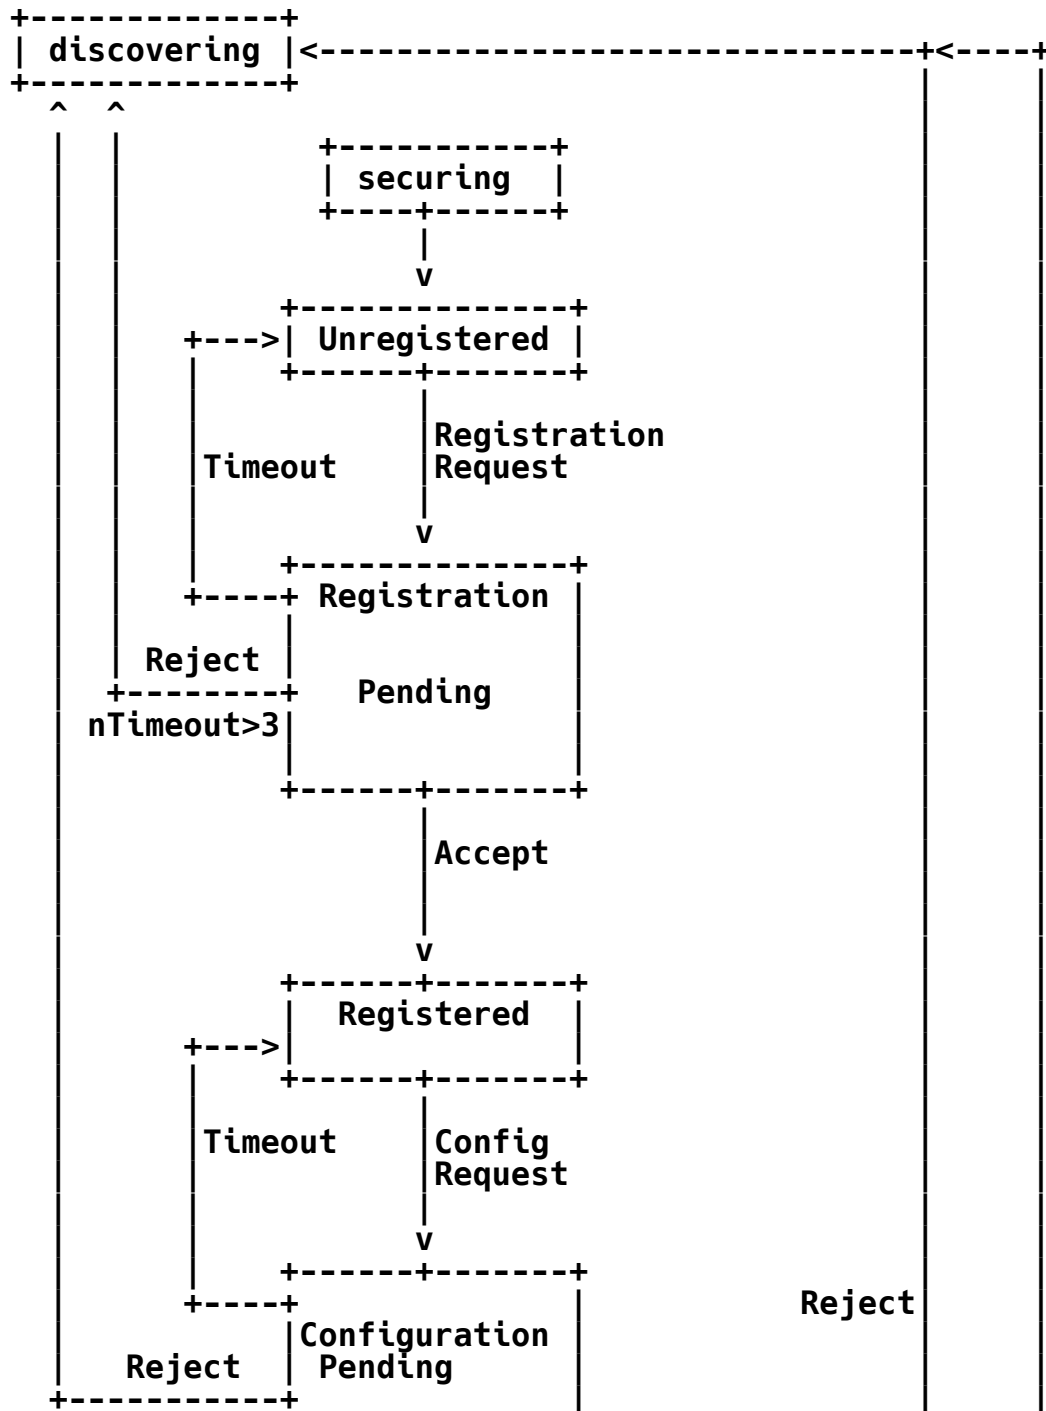 discovering
securing
Unregistered
Registration
Timeout Request
Registration
Reject
Pending
nTimeout>3
Accept
Registered
Timeout Config
Request
Reject
Configuration
Reject Pending